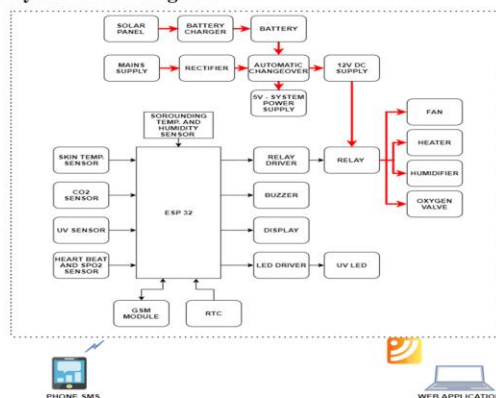 SOLAR
PANEL
BATTERY
CHARGER
BATTERY
MAINS
SUPPLY
RECTIFIER
AUTOMATIC
CHANGEOVER
12V DC
SUPPLY
5V - SYSTEM
POWER
SUPPLY
SOROUNDING
TEMP. AND
HUMIDITY
SENSOR
FAN
HEATER
HUMIDIFIER
OXYGEN
VALVE
SKIN TEMP.
SENSOR
RELAY
DRIVER
RELAY
CO2
SENSOR
ESP 32
BUZZER
UV SENSOR
DISPLAY
HEART BEAT
AND SPO2
SENSOR
LED DRIVER
UV LED
GSM
MODULE
RTC
PHONE SMS
WEB APPLICATION